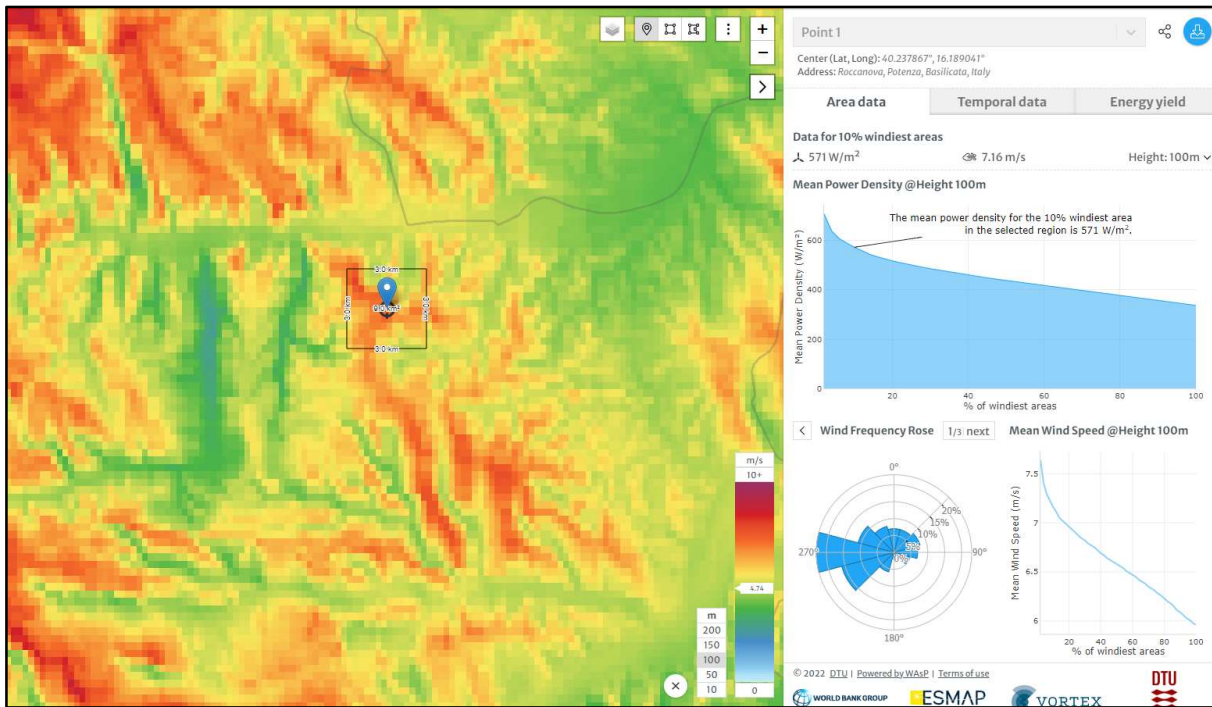 +
−
3.0 km
3.0 km
9.0 km²
3.0 km
3.0 km
m/s
10+
4.74
0
m
200
150
100
50
10
Point 1
Center (Lat, Long): 40.237867°, 16.189041°
Address: Roccanova, Potenza, Basilicata, Italy
Area data Temporal data Energy yield
Data for 10% windiest areas
571 W/m² 7.16 m/s Height: 100m
Mean Power Density @Height 100m
The mean power density for the 10% windiest area
in the selected region is 571 W/m².
Mean Power Density (W/m²)
600
400
200
0
20 40 60 80 100
% of windiest areas
Wind Frequency Rose 1/3 next Mean Wind Speed @Height 100m
0°
20%
15%
10%
5%
0%
270°
90°
180°
Mean Wind Speed (m/s)
7.5
7
6.5
6
20 40 60 80 100
% of windiest areas
© 2022 DTU | Powered by WAsP | Terms of use
WORLD BANK GROUP ESMAP VORTEX DTU